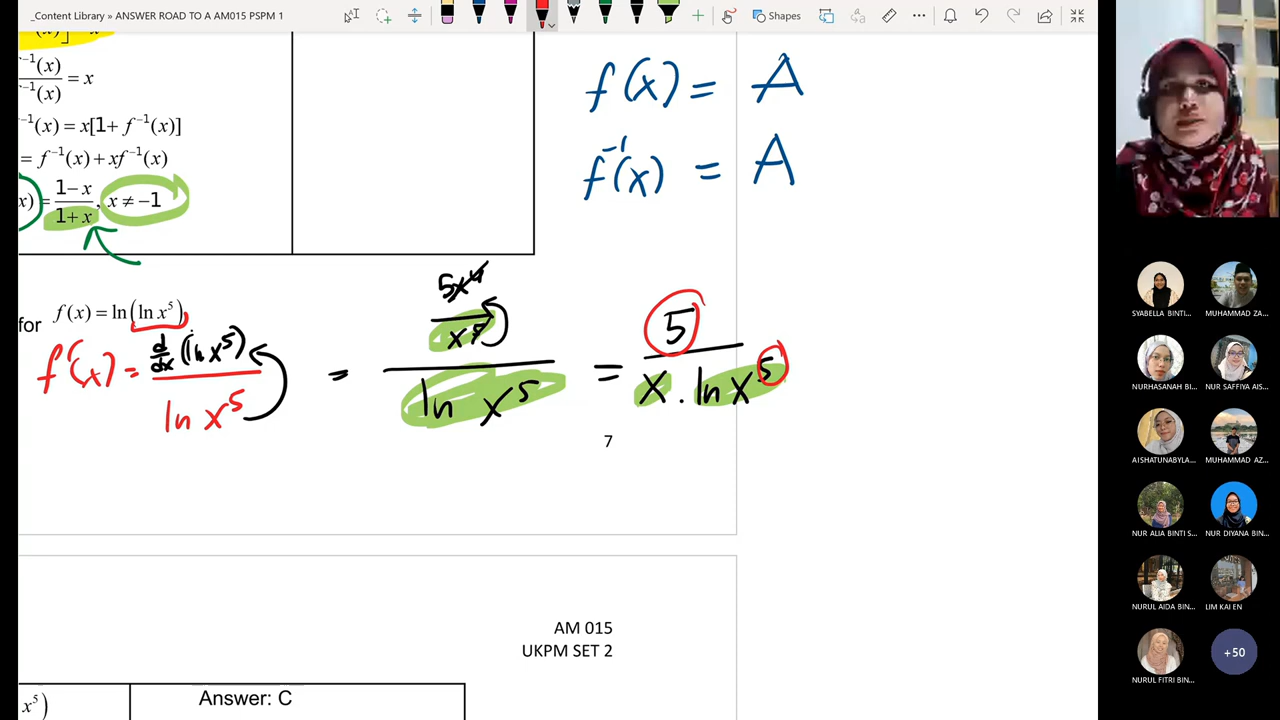 _Content Library » ANSWER ROAD TO A AM015 PSPM 1
Shapes
f(x) = A
f⁻¹(x) = A
⁻¹(x)
⁻¹(x) = x
⁻¹(x) = x[1+ f⁻¹(x)]
= f⁻¹(x) + xf⁻¹(x)
x) = 1−x / 1+x, x ≠ −1
for f(x) = ln(ln x⁵)
f'(x) = d/dx (ln x⁵) / ln x⁵ = 5x⁴ / x⁵ / ln x⁵ = 5 / x . ln x⁵
7
AM 015
UKPM SET 2
x⁵)
Answer: C
SYABELLA BINTI...
MUHAMMAD ZA...
NURHASANAH BI...
NUR SAFFIYA AIS...
AISHATUNABYLA...
MUHAMMAD AZ...
NUR ALIA BINTI S...
NUR DIYANA BIN...
NURUL AIDA BIN...
LIM KAI EN
NURUL FITRI BIN...
+50